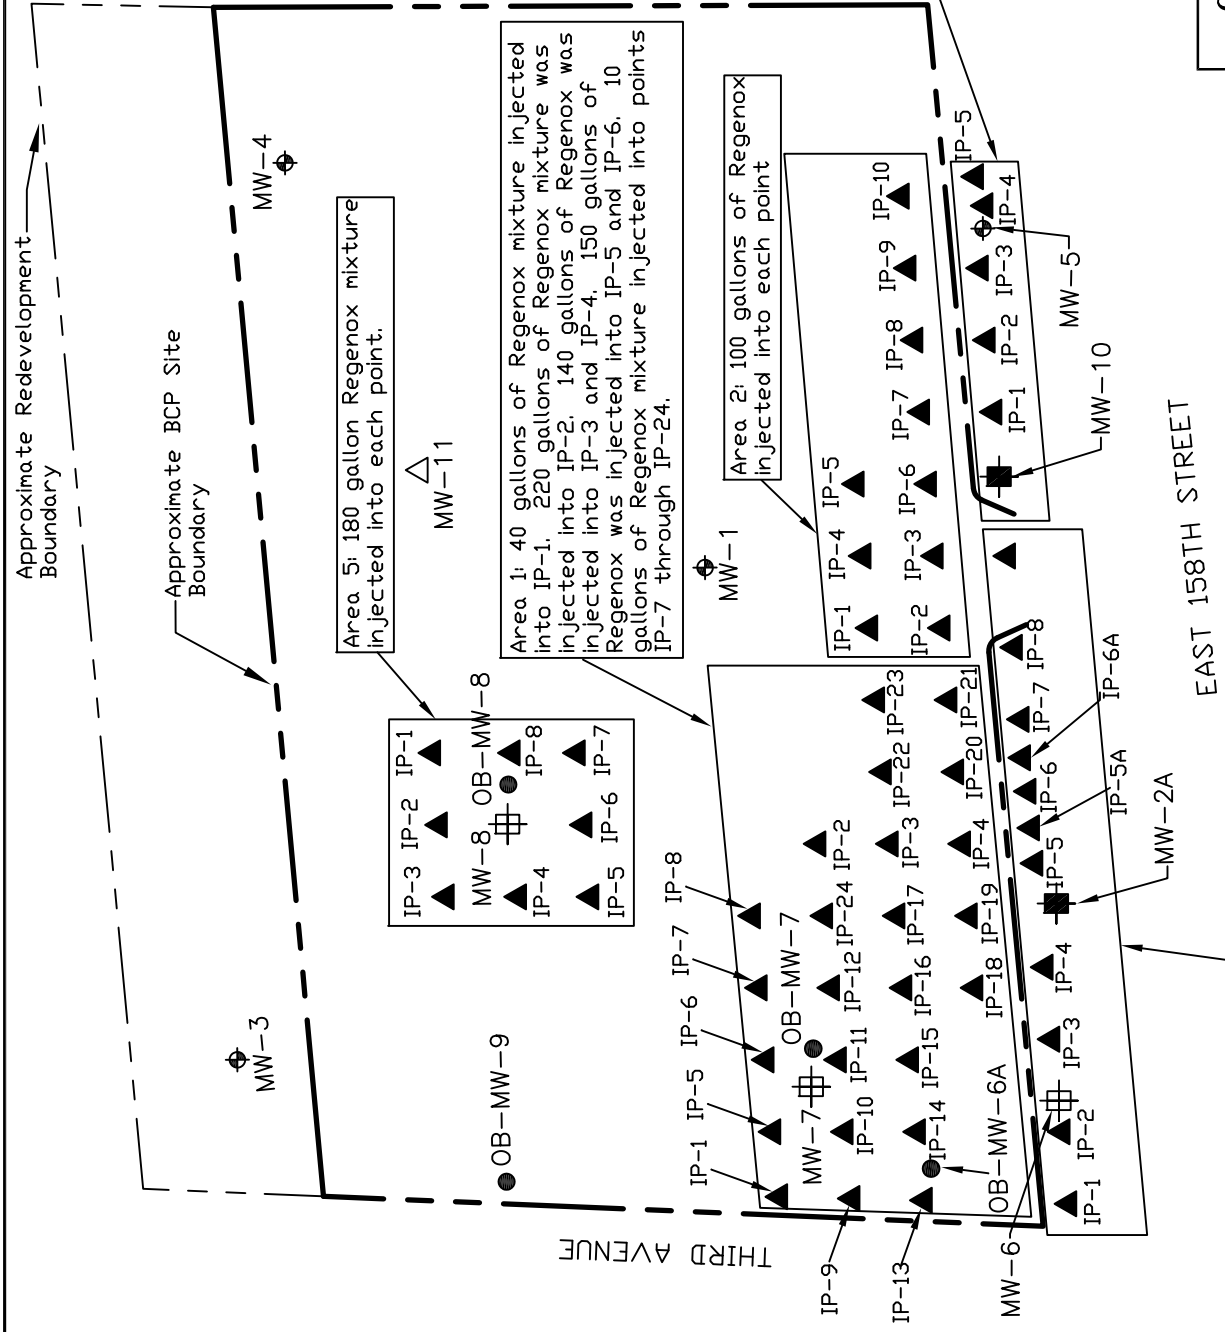 Approximate Redevelopment
Boundary
Approximate BCP Site
Boundary
MW-4
MW-3
Area 5: 180 gallon Regenox mixture
injected into each point.
MW-11
Area 1: 40 gallons of Regenox mixture injected
into IP-1. 220 gallons of Regenox mixture was
injected into IP-2. 140 gallons of Regenox was
injected into IP-3 and IP-4. 150 gallons of
Regenox was injected into IP-5 and IP-6. 10
gallons of Regenox mixture injected into points
IP-7 through IP-24.
MW-1
Area 2: 100 gallons of Regenox
injected into each point
IP-3
IP-2
IP-1
MW-8
OB-MW-8
IP-4
IP-8
IP-5
IP-6
IP-7
OB-MW-9
IP-1
IP-5
IP-6
IP-7
IP-8
MW-7
OB-MW-7
IP-9
IP-10
IP-11
IP-12
IP-24
IP-2
IP-13
IP-14
IP-15
IP-16
IP-17
IP-3
IP-22
IP-23
OB-MW-6A
IP-18
IP-19
IP-4
IP-20
IP-21
IP-1
IP-4
IP-5
IP-2
IP-3
IP-6
IP-7
IP-8
IP-9
IP-10
MW-6
IP-1
IP-2
IP-3
IP-4
IP-5
IP-6
IP-7
IP-8
IP-5A
IP-6A
MW-2A
IP-1
IP-2
IP-3
IP-4
IP-5
MW-5
MW-10
THIRD AVENUE
EAST 158TH STREET